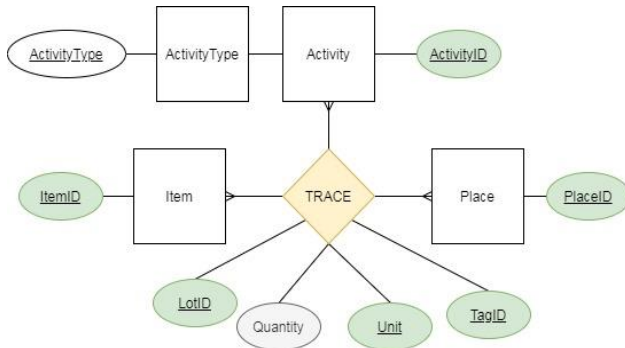 ActivityType
ActivityType
Activity
ActivityID
ItemID
Item
TRACE
Place
PlaceID
LotID
Quantity
Unit
TagID